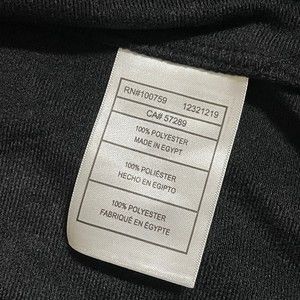 RN#100759 12321219
CA# 57289
100% POLYESTER
MADE IN EGYPT
100% POLIÉSTER
HECHO EN EGIPTO
100% POLYESTER
FABRIQUÉ EN ÉGYPTE